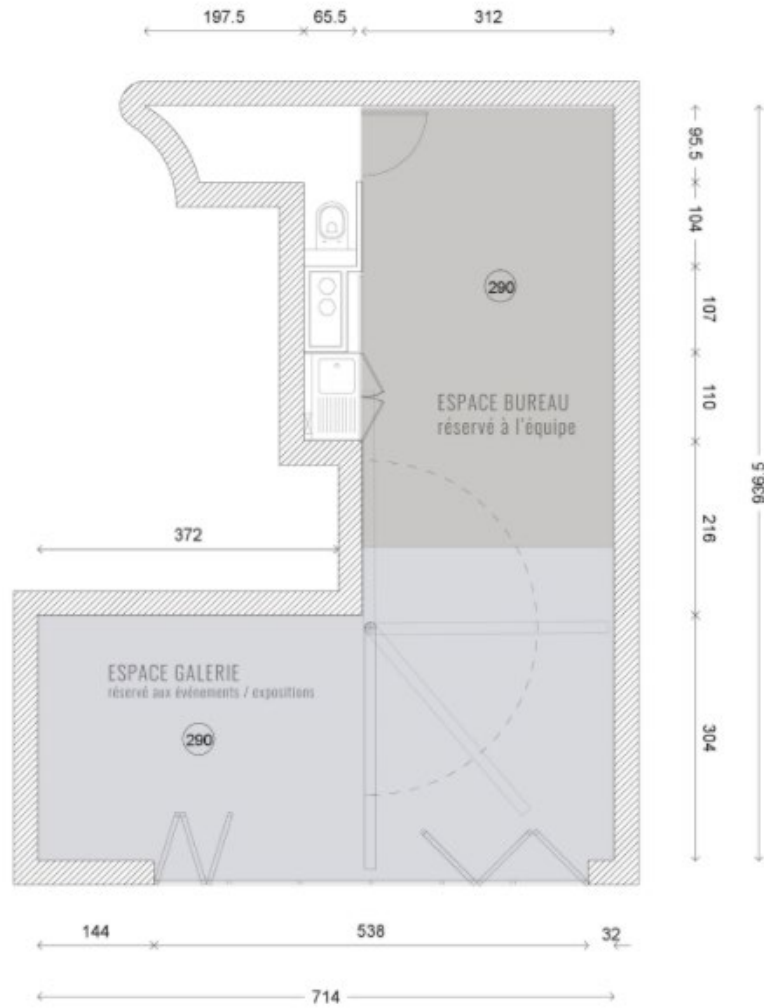 197.5 65.5 312
95.5
104
290
107
110
ESPACE BUREAU
réservé à l'équipe
936.5
216
372
ESPACE GALERIE
réservé aux événements / expositions
290
304
144 538 32
714